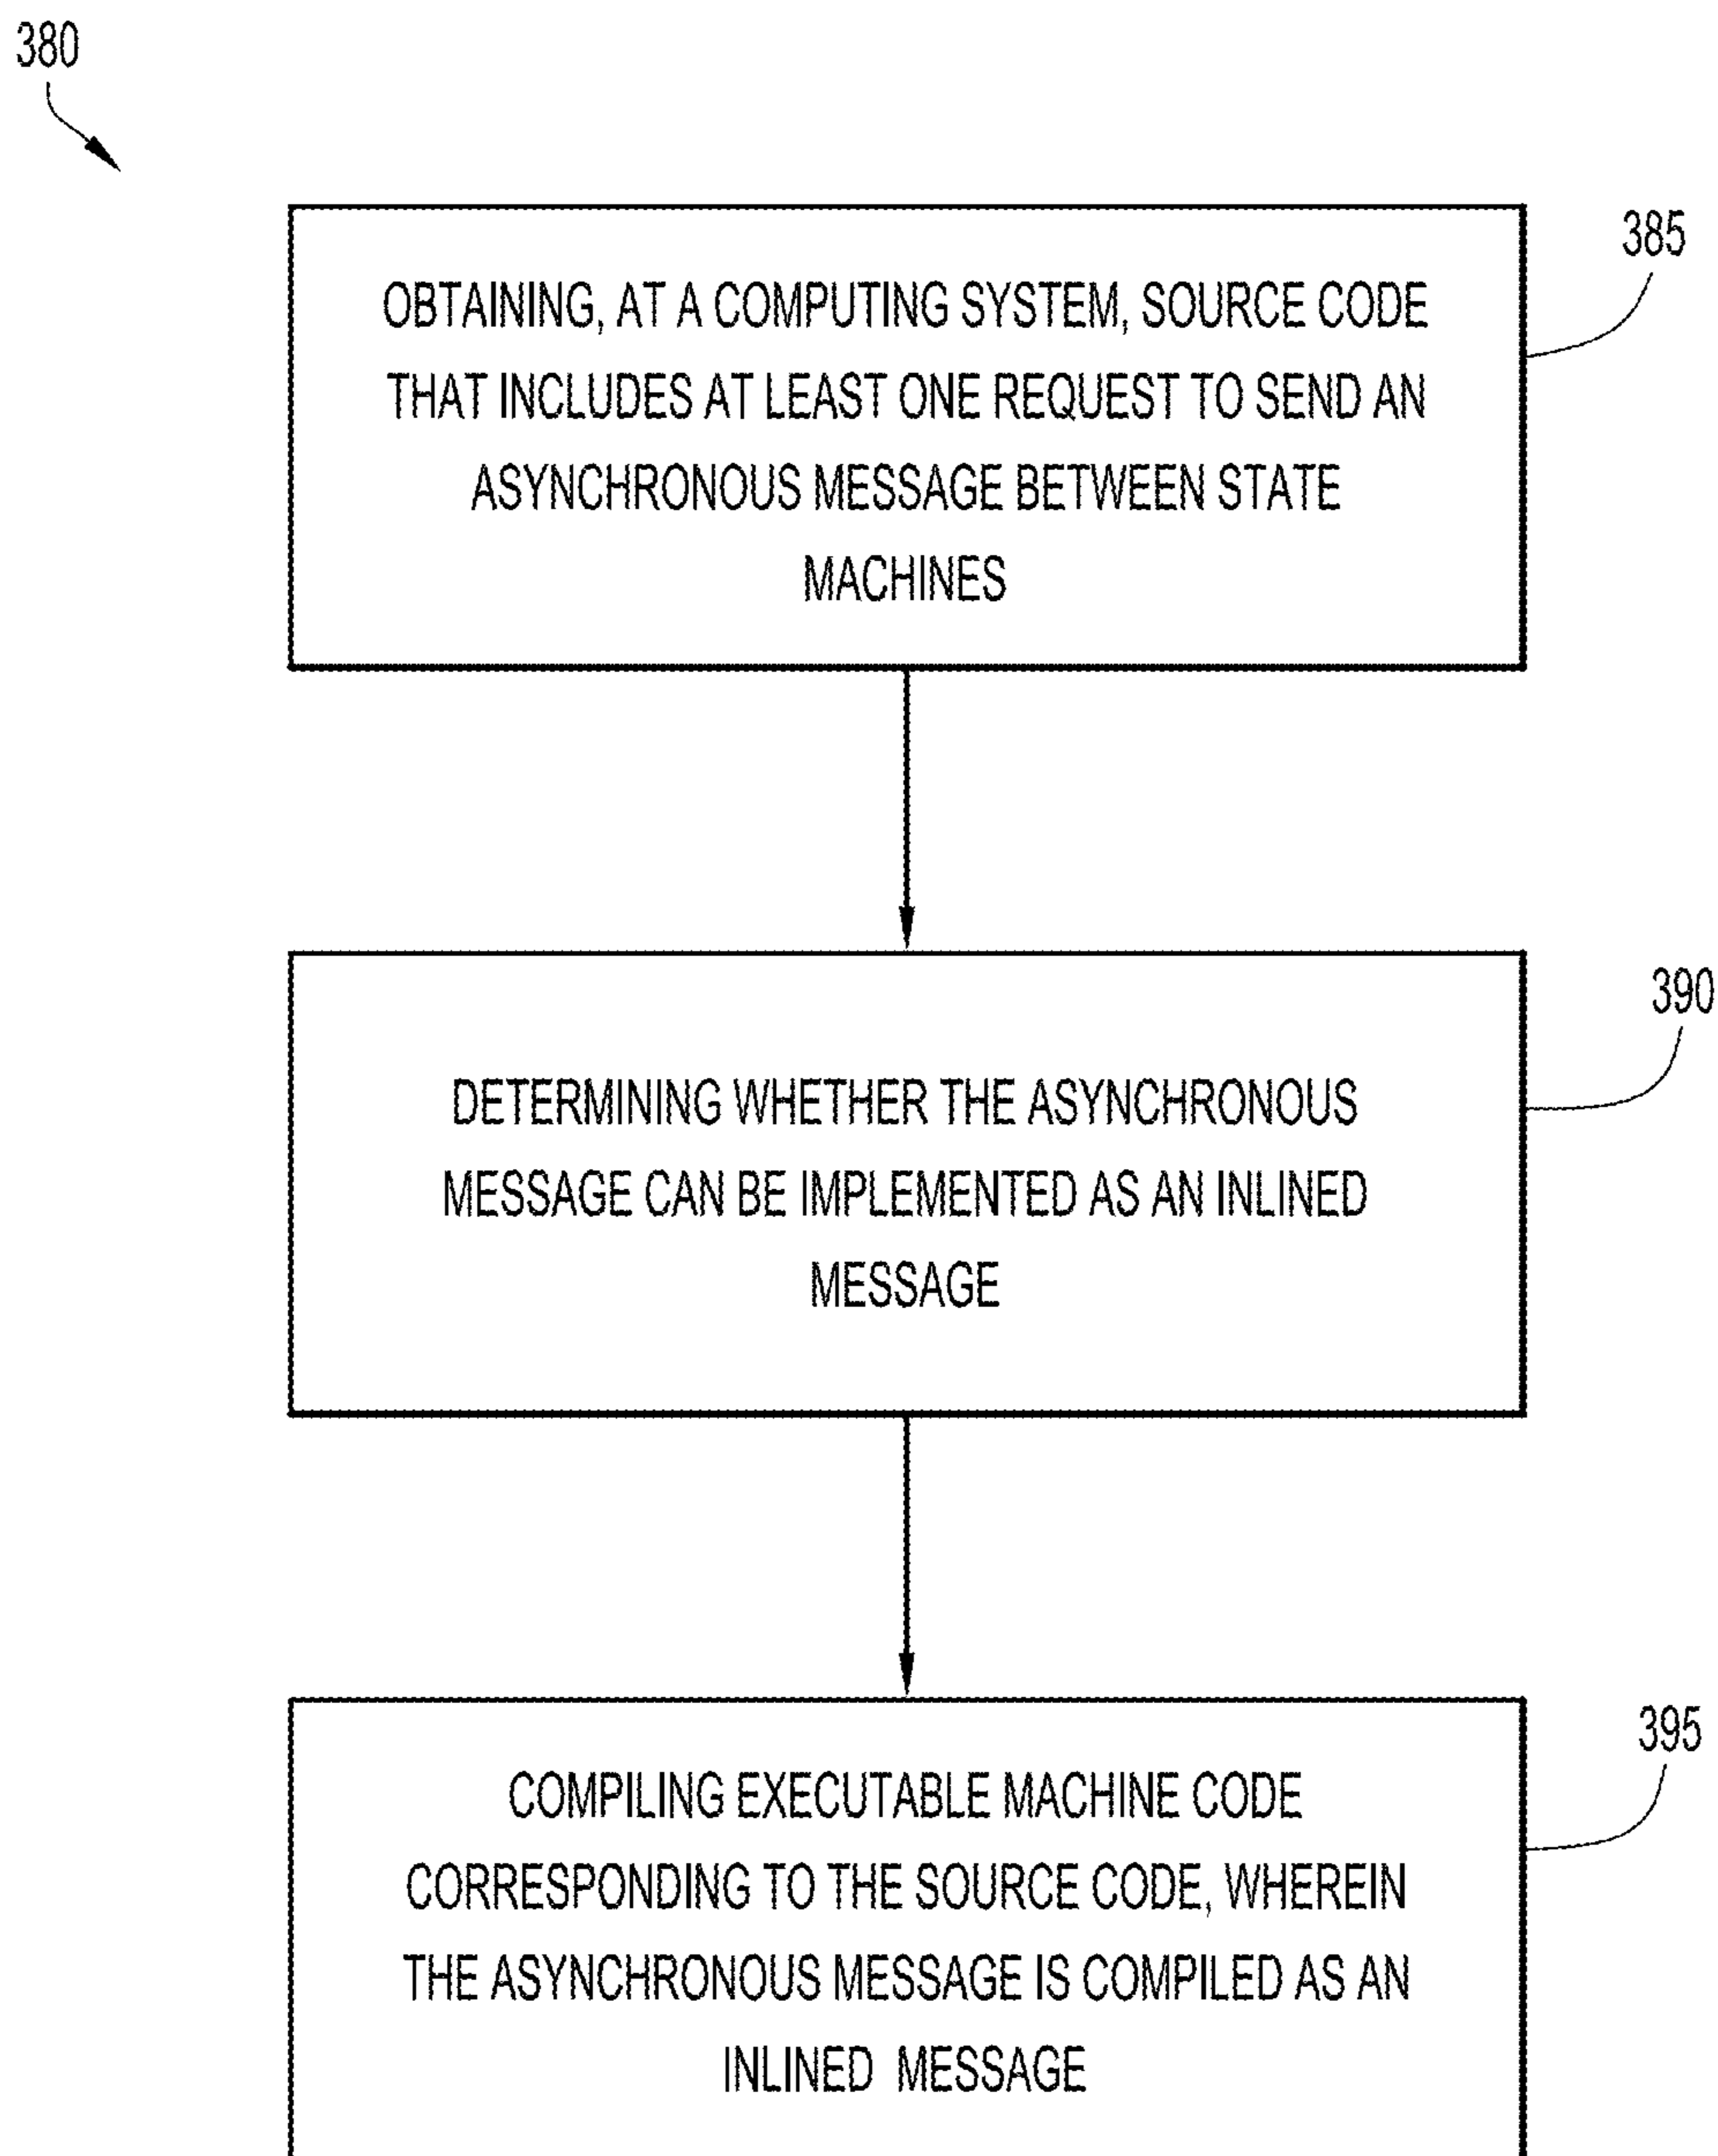 380
385
OBTAINING, AT A COMPUTING SYSTEM, SOURCE CODE
THAT INCLUDES AT LEAST ONE REQUEST TO SEND AN
ASYNCHRONOUS MESSAGE BETWEEN STATE
MACHINES
390
DETERMINING WHETHER THE ASYNCHRONOUS
MESSAGE CAN BE IMPLEMENTED AS AN INLINED
MESSAGE
395
COMPILING EXECUTABLE MACHINE CODE
CORRESPONDING TO THE SOURCE CODE, WHEREIN
THE ASYNCHRONOUS MESSAGE IS COMPILED AS AN
INLINED MESSAGE